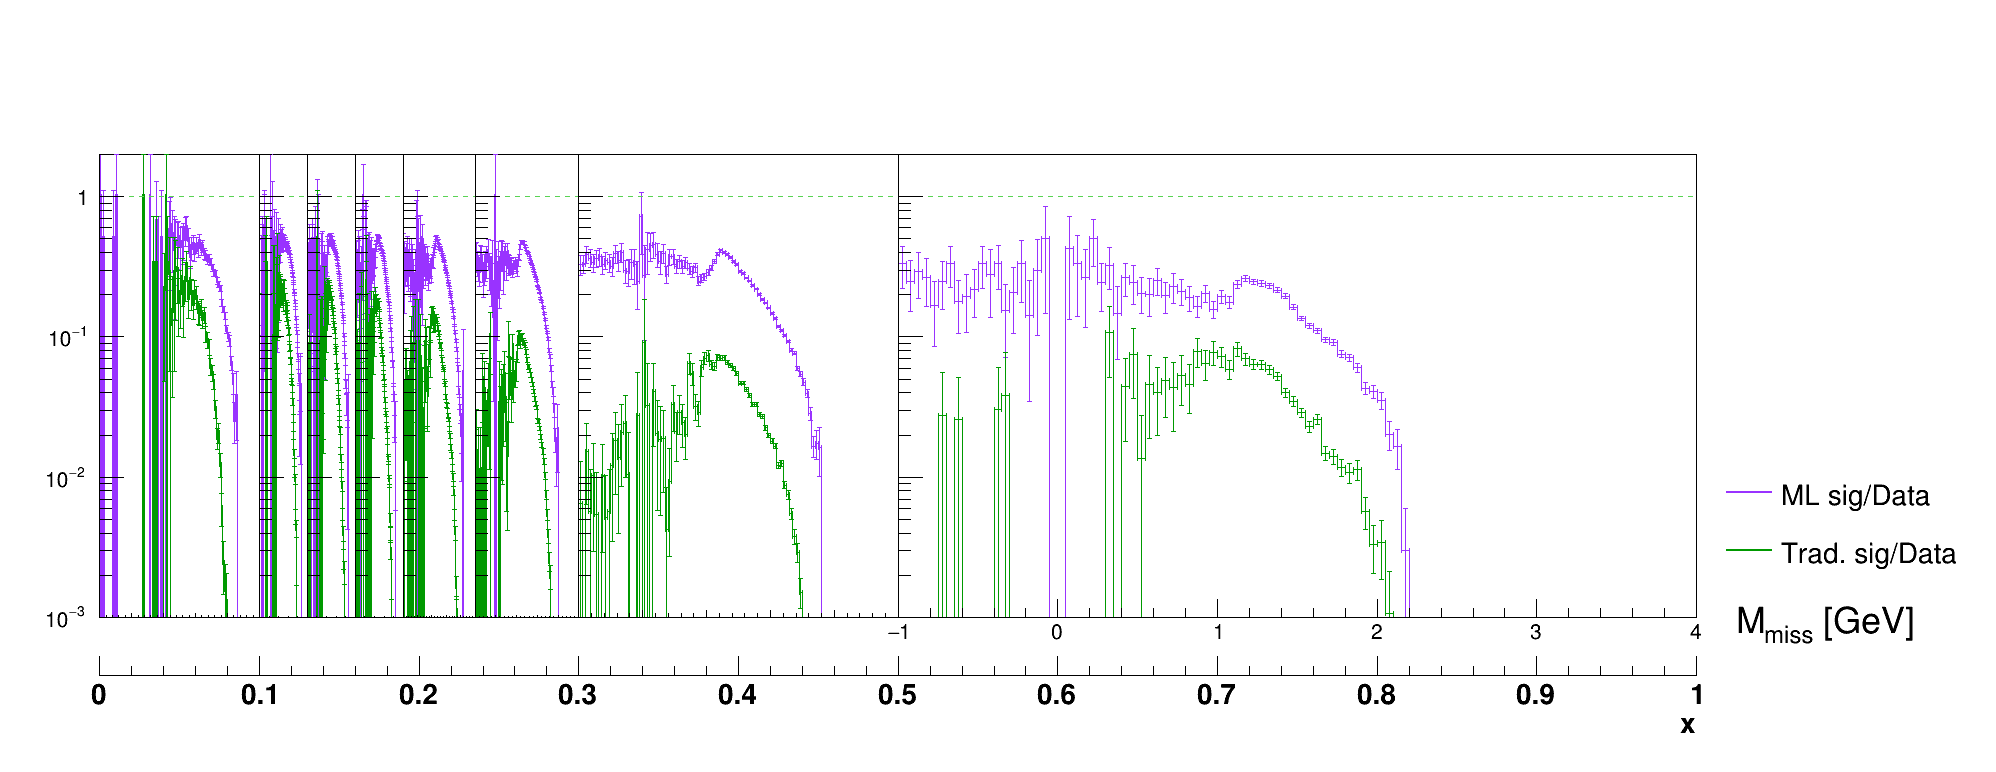 1
10⁻¹
10⁻²
10⁻³
ML sig/Data
Trad. sig/Data
−1 0 1 2 3 4
M_miss [GeV]
0 0.1 0.2 0.3 0.4 0.5 0.6 0.7 0.8 0.9 1
x